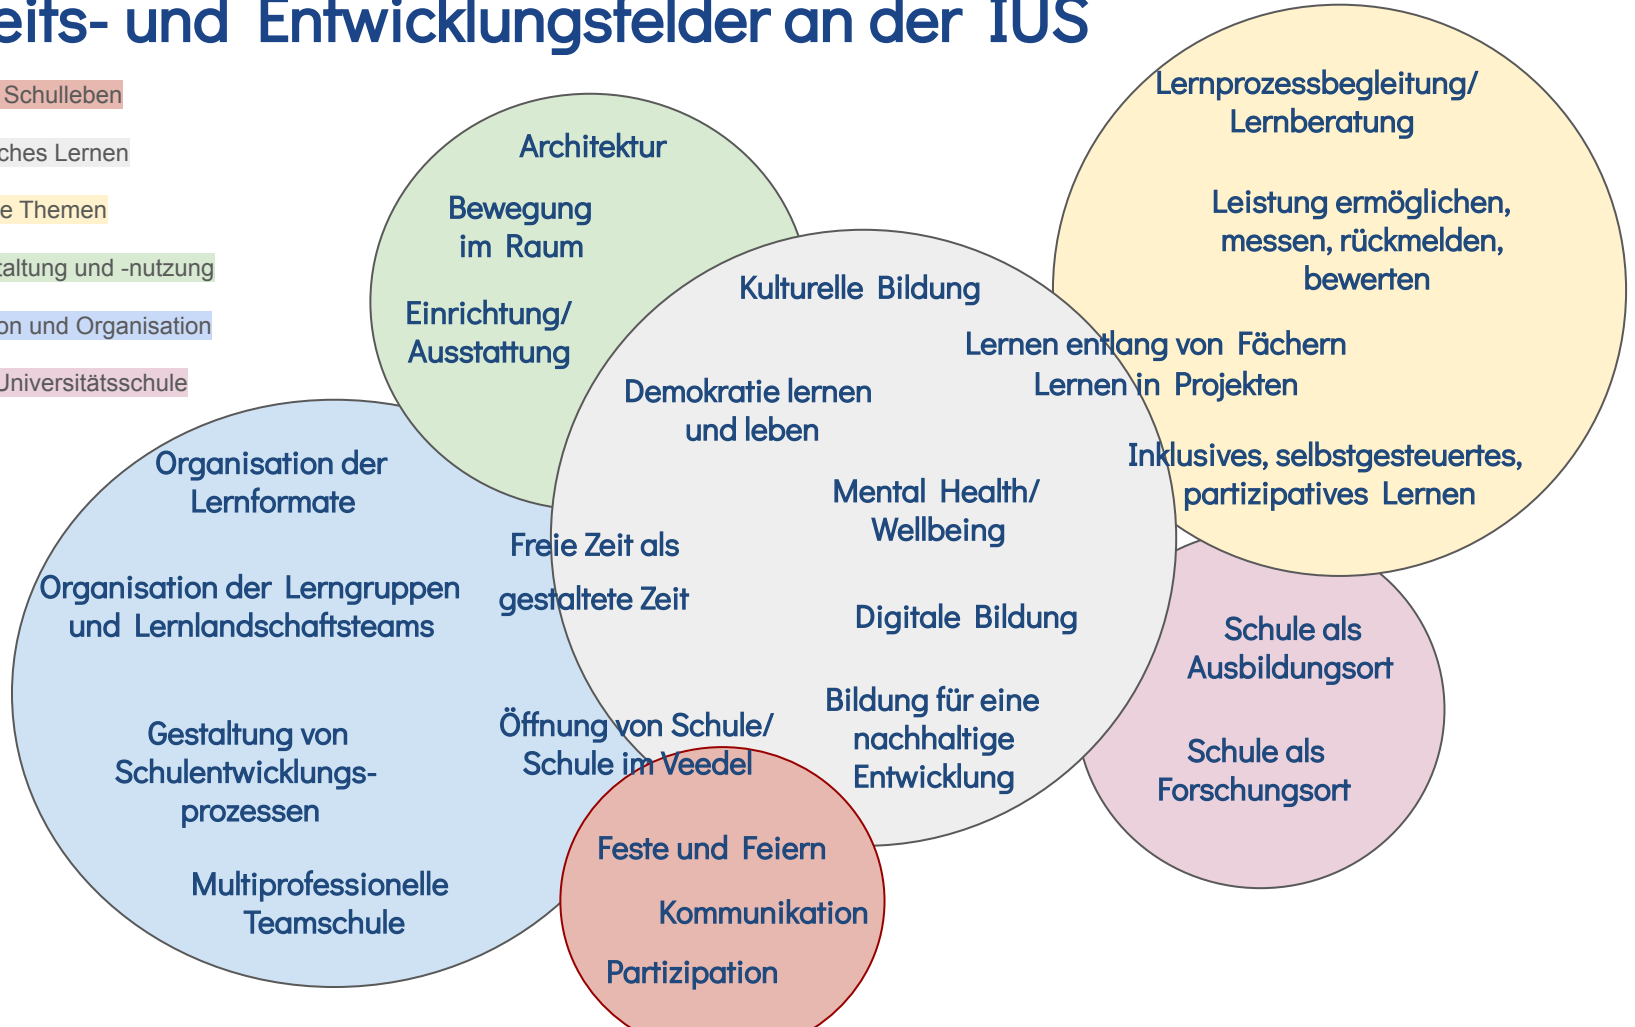 eits- und Entwicklungsfelder an der IUS
Schulleben
ches Lernen
e Themen
taltung und -nutzung
on und Organisation
Universitätsschule
Architektur
Bewegung
im Raum
Einrichtung/
Ausstattung
Lernprozessbegleitung/
Lernberatung
Leistung ermöglichen,
messen, rückmelden,
bewerten
Lernen entlang von Fächern
Lernen in Projekten
Inklusives, selbstgesteuertes,
partizipatives Lernen
Kulturelle Bildung
Demokratie lernen
und leben
Mental Health/
Wellbeing
Digitale Bildung
Bildung für eine
nachhaltige
Entwicklung
Freie Zeit als
gestaltete Zeit
Öffnung von Schule/
Schule im Veedel
Organisation der
Lernformate
Organisation der Lerngruppen
und Lernlandschaftsteams
Gestaltung von
Schulentwicklungs-
prozessen
Multiprofessionelle
Teamschule
Feste und Feiern
Kommunikation
Partizipation
Schule als
Ausbildungsort
Schule als
Forschungsort